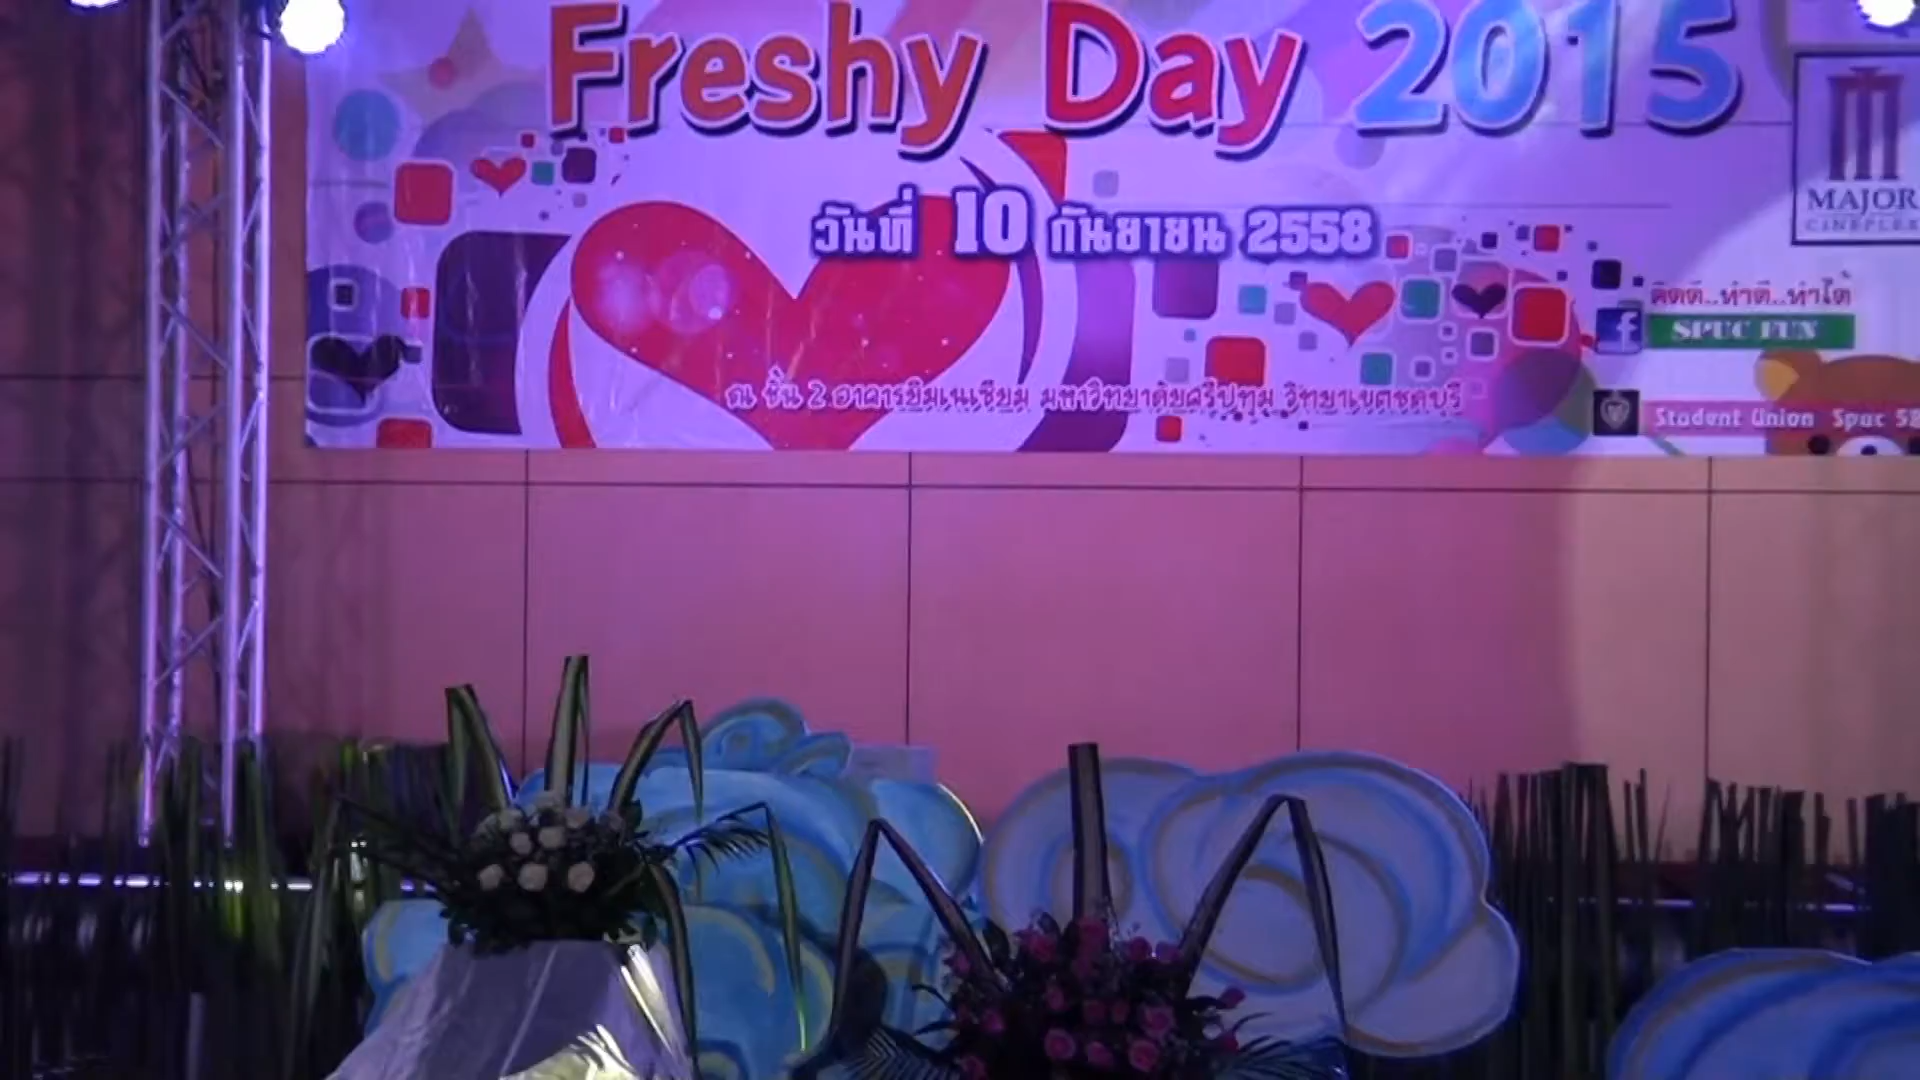 Freshy Day 2015
วันที่ 10 กันยายน 2558
ณ ชั้น 2 อาคารยิมเนเซียม มหาวิทยาลัยศรีปทุม วิทยาเขตชลบุรี
MAJOR
CINEPLEX
คิดดี..ทำดี..ทำได้
f
SPUC FUN
Student Union Spuc 58